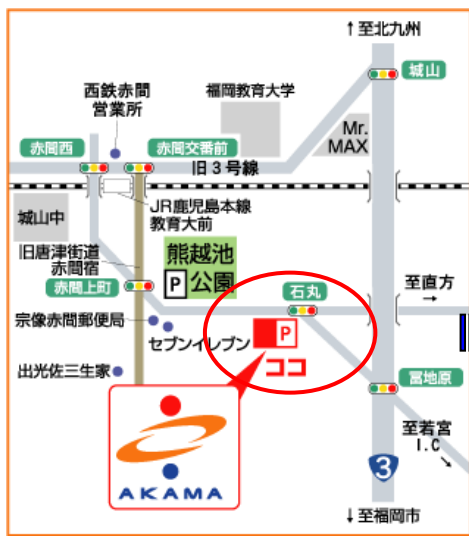 ↑至北九州
城山
西鉄赤間
営業所
福岡教育大学
Mr.
MAX
赤間西
赤間交番前
旧3号線
城山中
JR鹿児島本線
教育大前
旧唐津街道
赤間宿
熊越池
P公園
赤間上町
石丸
至直方
→
宗像赤間郵便局
セブンイレブン
P
ココ
出光佐三生家
冨地原
至若宮
I.C
↘
AKAMA
3
↓至福岡市